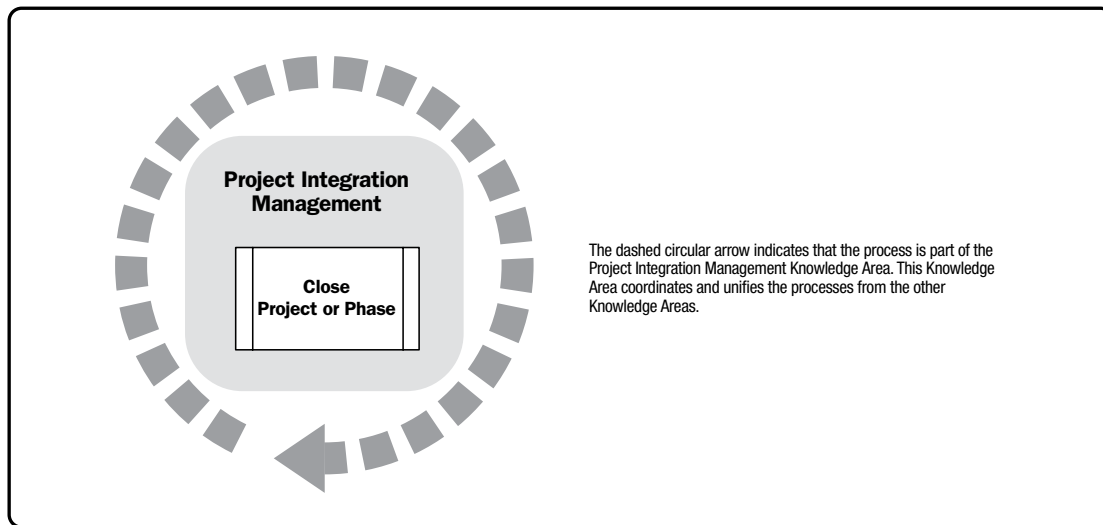 Project Integration
Management
Close
Project or Phase
The dashed circular arrow indicates that the process is part of the
Project Integration Management Knowledge Area. This Knowledge
Area coordinates and unifies the processes from the other
Knowledge Areas.